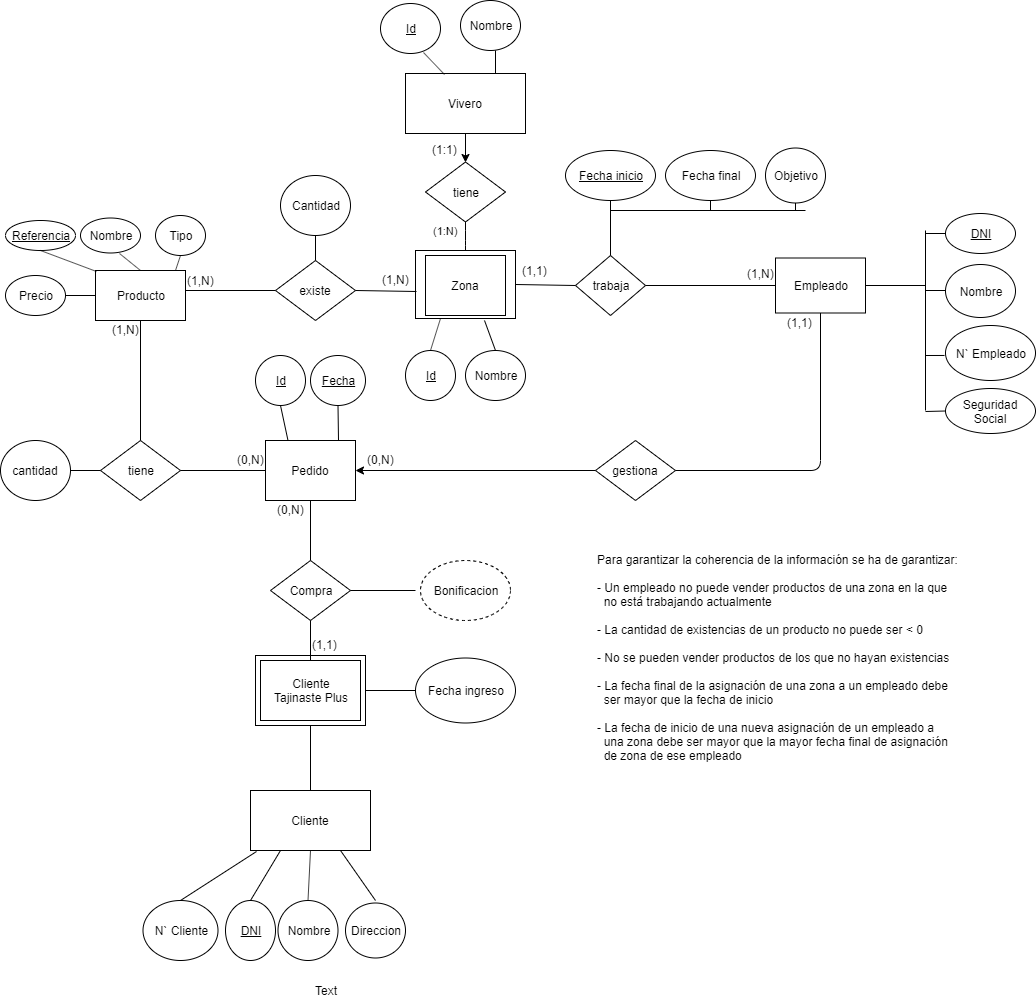 Id
Nombre
Vivero
(1:1)
tiene
(1:N)
Fecha inicio
Fecha final
Objetivo
Cantidad
Referencia
Nombre
Tipo
Precio
Producto
(1,N)
existe
(1,N)
Zona
(1,1)
trabaja
(1,N)
Empleado
DNI
Nombre
N` Empleado
Seguridad
Social
(1,N)
(1,1)
Id
Nombre
Id
Fecha
cantidad
tiene
(0,N)
Pedido
(0,N)
gestiona
(0,N)
Compra
Bonificacion
(1,1)
Cliente
Tajinaste Plus
Fecha ingreso
Para garantizar la coherencia de la información se ha de garantizar:
- Un empleado no puede vender productos de una zona en la que
no está trabajando actualmente
- La cantidad de existencias de un producto no puede ser < 0
- No se pueden vender productos de los que no hayan existencias
- La fecha final de la asignación de una zona a un empleado debe
ser mayor que la fecha de inicio
- La fecha de inicio de una nueva asignación de un empleado a
una zona debe ser mayor que la mayor fecha final de asignación
de zona de ese empleado
Cliente
N` Cliente
DNI
Nombre
Direccion
Text